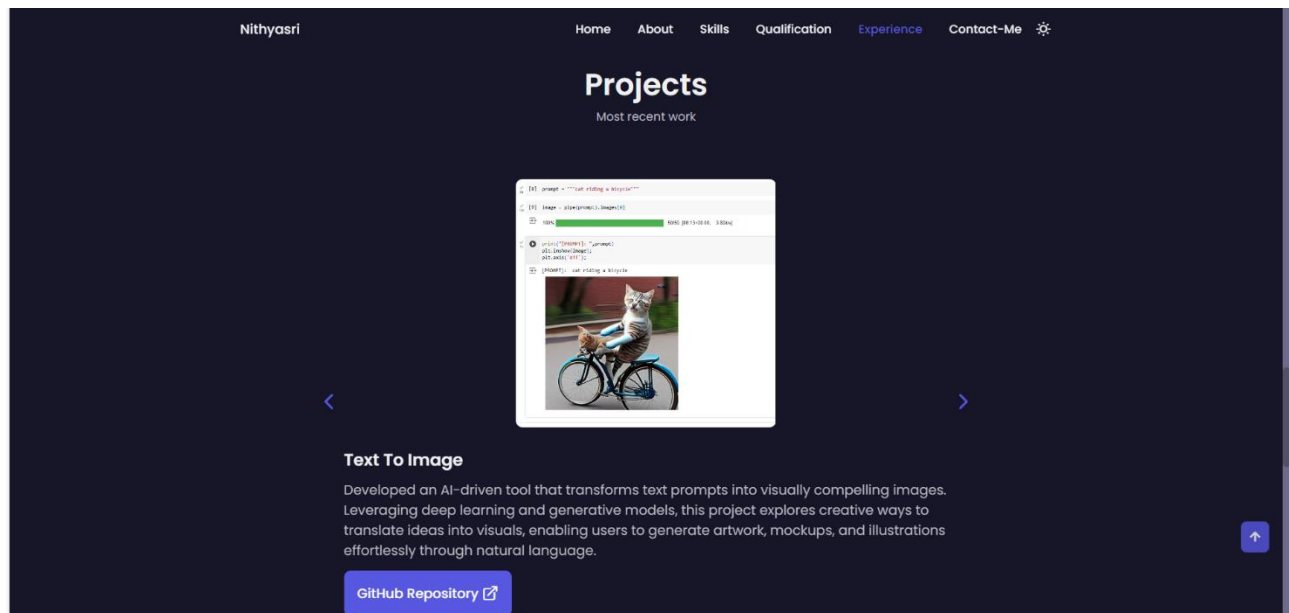 Nithyasri Home About Skills Qualification Experience Contact-Me
Projects
Most recent work
prompt = """cat riding a bicycle"""
[9] image = pipe(prompt).images[0]
100% 50/50
print("[PROMPT]: ",prompt)
plt.imshow(image);
plt.axis('off');
[PROMPT]: cat riding a bicycle
Text To Image
Developed an AI-driven tool that transforms text prompts into visually compelling images.
Leveraging deep learning and generative models, this project explores creative ways to
translate ideas into visuals, enabling users to generate artwork, mockups, and illustrations
effortlessly through natural language.
GitHub Repository